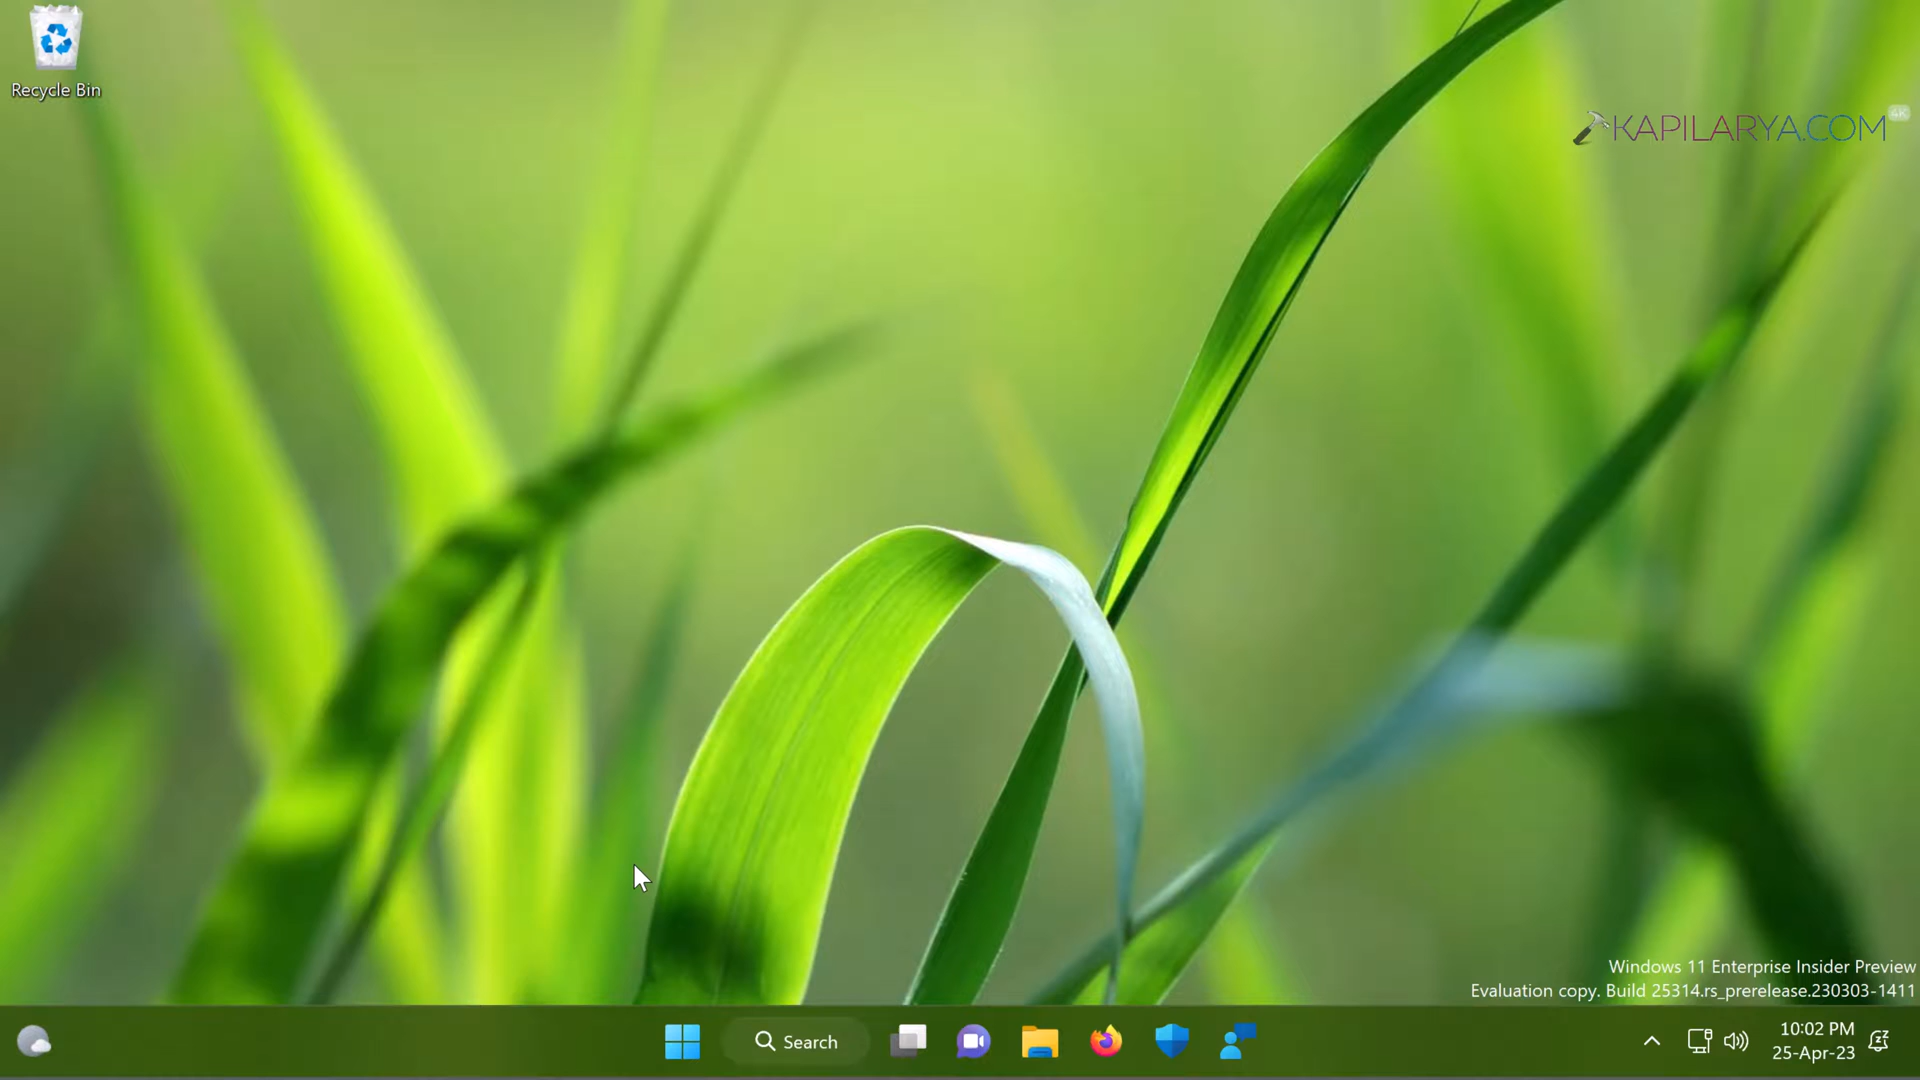 Recycle Bin
KAPILARYA.COM
4K
Windows 11 Enterprise Insider Preview
Evaluation copy. Build 25314.rs_prerelease.230303-1411
Search
10:02 PM
25-Apr-23